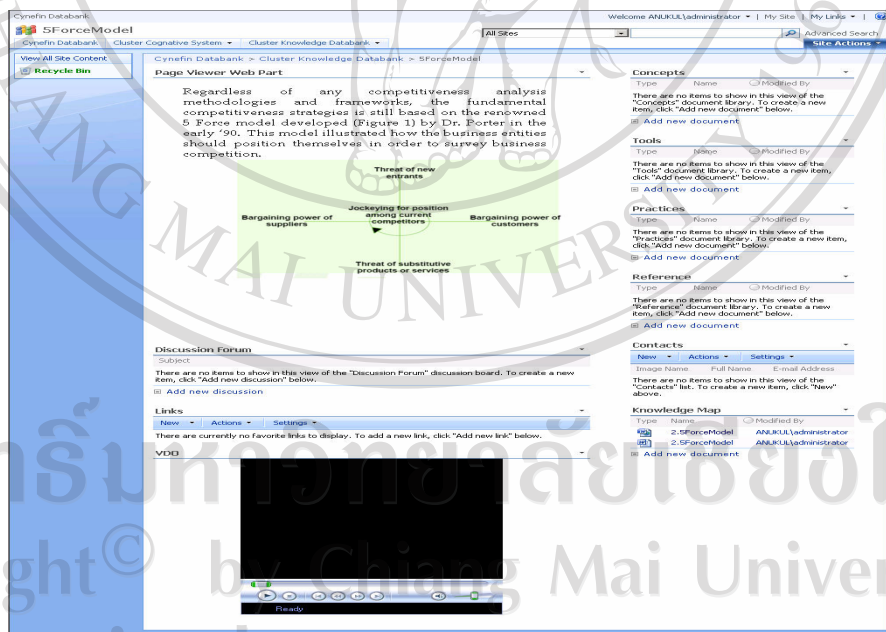 Cynefin Databank
Welcome ANUKUL\administrator ▾ | My Site | My Links ▾ |
5ForceModel
All Sites
Advanced Search
Cynefin Databank Cluster Cognative System ▾ Cluster Knowledge Databank ▾
Site Actions ▾
View All Site Content
Recycle Bin
Cynefin Databank > Cluster Knowledge Databank > 5ForceModel
Page Viewer Web Part
Regardless of any competitiveness analysis
methodologies and frameworks, the fundamental
competitiveness strategies is still based on the renowned
5 Force model developed (Figure 1) by Dr. Porter in the
early '90. This model illustrated how the business entities
should position themselves in order to survey business
competition.
Threat of new
entrants
Jockeying for position
among current
competitors
Bargaining power of
suppliers
Bargaining power of
customers
Threat of substitutive
products or services
Discussion Forum
Subject
There are no items to show in this view of the "Discussion Forum" discussion board. To create a new
item, click "Add new discussion" below.
Add new discussion
Links
New ▾ Actions ▾ Settings ▾
There are currently no favorite links to display. To add a new link, click "Add new link" below.
VDO
Ready
Concepts
Type Name Modified By
There are no items to show in this view of the
"Concepts" document library. To create a new
item, click "Add new document" below.
Add new document
Tools
Type Name Modified By
There are no items to show in this view of the
"Tools" document library. To create a new item,
click "Add new document" below.
Add new document
Practices
Type Name Modified By
There are no items to show in this view of the
"Practices" document library. To create a new item,
click "Add new document" below.
Add new document
Reference
Type Name Modified By
There are no items to show in this view of the
"Reference" document library. To create a new
item, click "Add new document" below.
Add new document
Contacts
New ▾ Actions ▾ Settings ▾
Image Name Full Name E-mail Address
There are no items to show in this view of the
"Contacts" list. To create a new item, click "New"
above.
Knowledge Map
Type Name Modified By
2.5ForceModel ANUKUL\administrator
2.5ForceModel ANUKUL\administrator
Add new document
ANG MAI UNIVERSITY
by Chiang Mai Univer